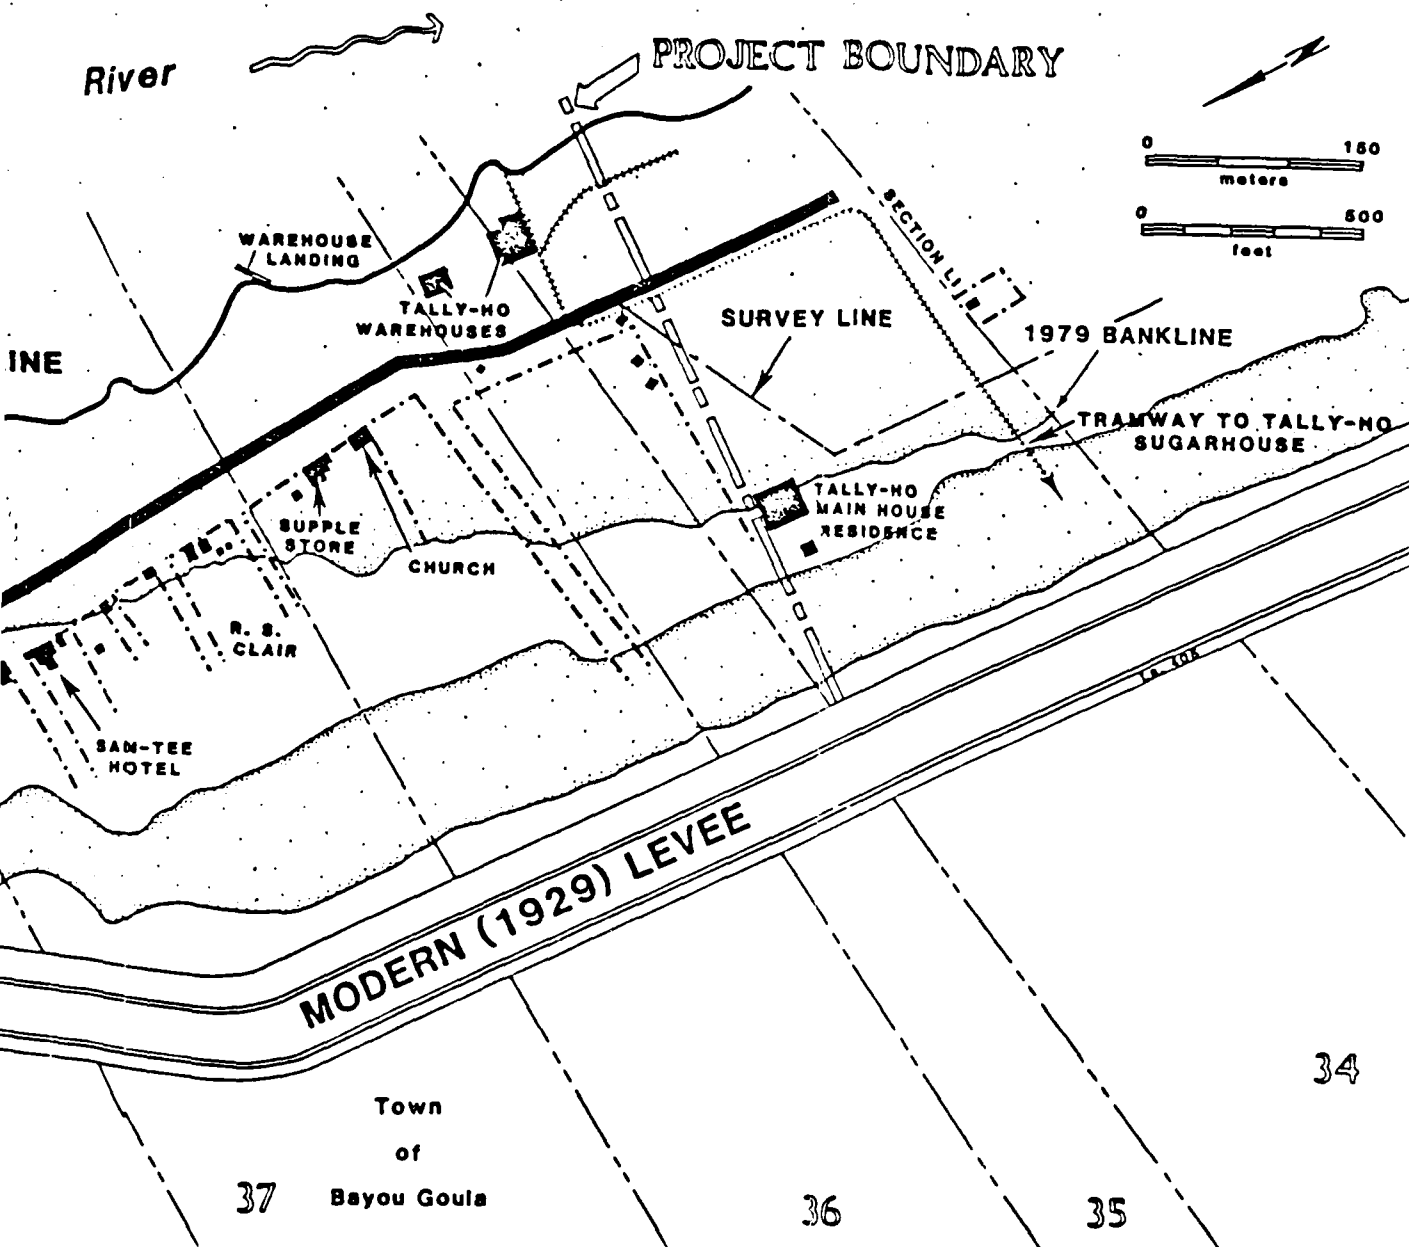 River
PROJECT BOUNDARY
N
0 150
meters
0 500
feet
SECTION LI
WAREHOUSE
LANDING
TALLY-HO
WAREHOUSES
SURVEY LINE
1979 BANKLINE
INE
TRAMWAY TO TALLY-HO
SUGARHOUSE
TALLY-HO
MAIN HOUSE
RESIDENCE
SUPPLE
STORE
CHURCH
R. S.
CLAIR
SAM-TEE
HOTEL
La. 405
MODERN (1929) LEVEE
34
Town
of
Bayou Goula
37
36
35